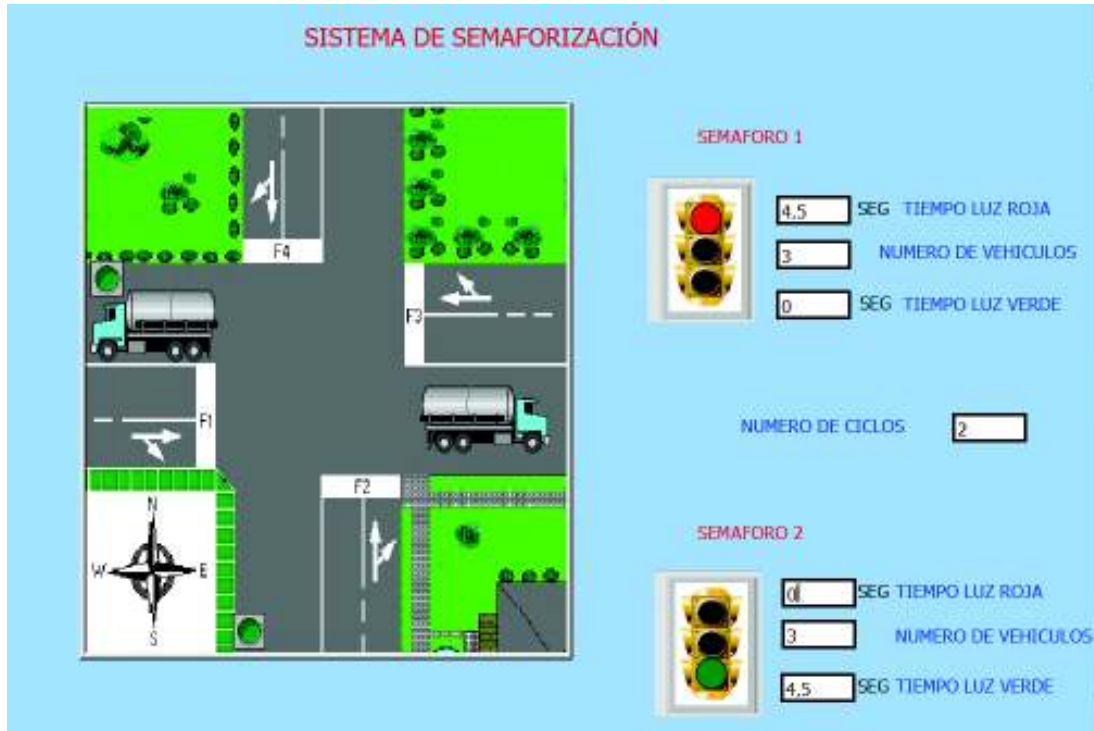 SISTEMA DE SEMAFORIZACIÓN
SEMAFORO 1
4,5 SEG TIEMPO LUZ ROJA
3 NUMERO DE VEHICULOS
0 SEG TIEMPO LUZ VERDE
NUMERO DE CICLOS 2
SEMAFORO 2
0 SEG TIEMPO LUZ ROJA
3 NUMERO DE VEHICULOS
4,5 SEG TIEMPO LUZ VERDE
F4
F3
F1
F2
N
W E
S